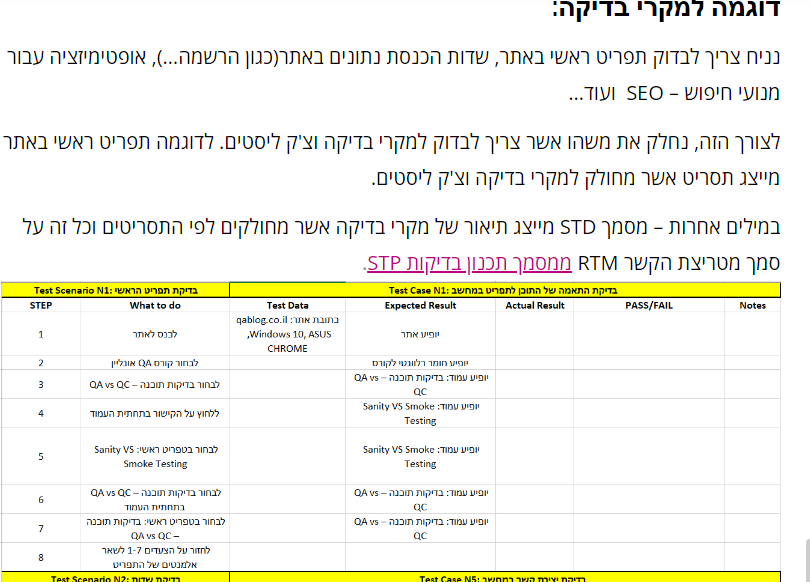 דוגמה למקרי בדיקה:
נניח צריך לבדוק תפריט ראשי באתר, שדות הכנסת נתונים באתר(כגון הרשמה...), אופטימיזציה עבור
מנועי חיפוש – SEO ועוד...
לצורך הזה, נחלק את משהו אשר צריך לבדוק למקרי בדיקה וצ'ק ליסטים. לדוגמה תפריט ראשי באתר
מייצג תסריט אשר מחולק למקרי בדיקה וצ'ק ליסטים.
במילים אחרות – מסמך STD מייצג תיאור של מקרי בדיקה אשר מחולקים לפי התסריטים וכל זה על
סמך מטריצת הקשר RTM ממסמך תכנון בדיקות STP.
Test Scenario N1: בדיקת תפריט הראשי
Test Case N1: בדיקת התאמה של התוכן לתפריט במחשב
STEP What to do Test Data Expected Result Actual Result PASS/FAIL Notes
1
לבנס לאתר
כתובת אתר: qablog.co.il
Windows 10, ASUS,
CHROME
יופיע אתר
2
לבחור קורס QA אונליין
יופיע חומר רלוונטי לקורס
3
לבחור בדיקות תוכנה – QA vs QC
יופיע עמוד: בדיקות תוכנה – QA vs
QC
4
ללחוץ על הקישור בתחתית העמוד
יופיע עמוד: Sanity VS Smoke
Testing
5
לבחור בטפריט ראשי: Sanity VS
Smoke Testing
יופיע עמוד: Sanity VS Smoke
Testing
6
לבחור בדיקות תוכנה – QA vs QC
בתחתית העמוד
יופיע עמוד: בדיקות תוכנה – QA vs
QC
7
לבחור בטפריט ראשי: בדיקות תוכנה
– QA vs QC
יופיע עמוד: בדיקות תוכנה – QA vs
QC
8
לחזור על הצעדים 1-7 לשאר
אלמנטים של התפריט
Test Scenario N2: בדיקת שדות
Test Case N5: בדיקת יצירת קשר במחשב